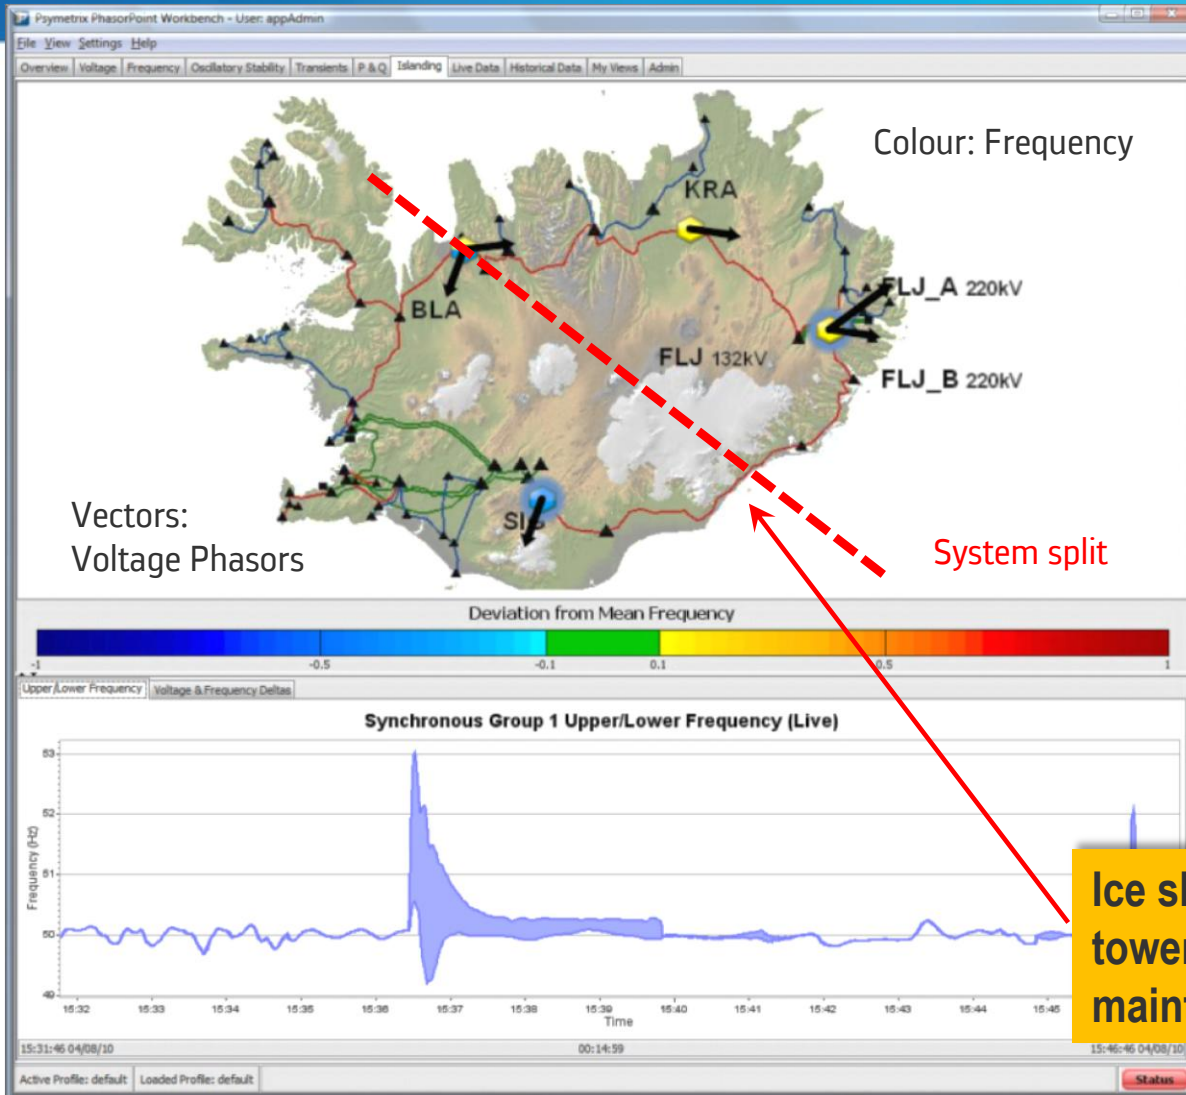 Psymetrix PhasorPoint Workbench - User: appAdmin
File View Settings Help
Overview Voltage Frequency Oscillatory Stability Transients P & Q Islanding Live Data Historical Data My Views Admin
Colour: Frequency
KRA
BLA
FLJ_A 220kV
FLJ 132kV
FLJ_B 220kV
Vectors:
Voltage Phasors
System split
Deviation from Mean Frequency
-1 -0.5 -0.1 0.1 0.5 1
Upper/Lower Frequency Voltage & Frequency Deltas
Synchronous Group 1 Upper/Lower Frequency (Live)
Frequency (Hz)
53
52
51
50
49
15:32 15:33 15:34 15:35 15:36 15:37 15:38 15:39 15:40 15:41 15:42 15:43 15:44 15:45
Time
Ice
tower
15:31:46 04/08/10 00:14:59 15:46:46 04/08/10
Active Profile: default Loaded Profile: default Status